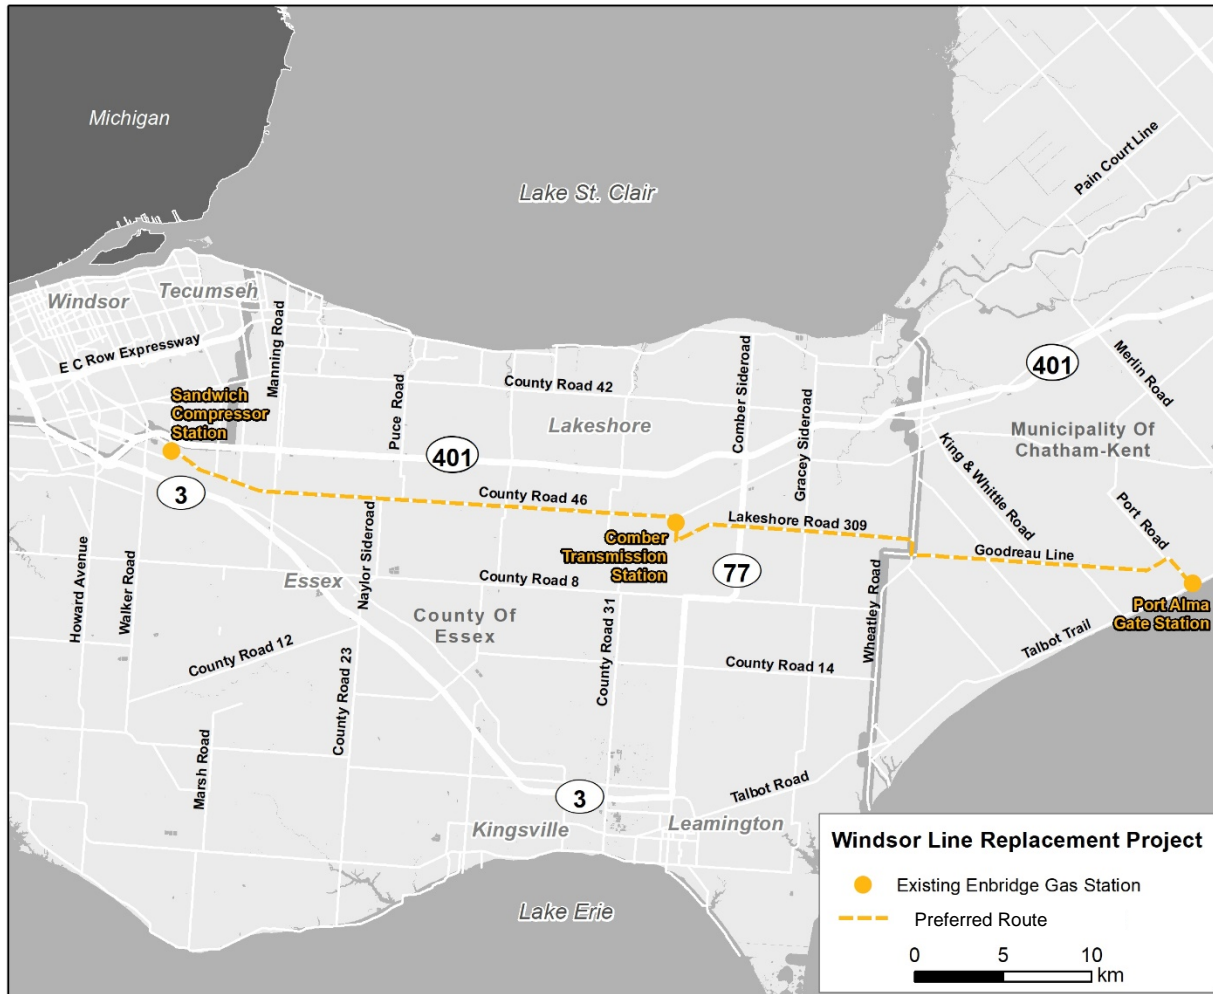 Michigan
Lake St. Clair
Pain Court Line
Windsor
Tecumseh
E C Row Expressway
Manning Road
Sandwich
Compressor
Station
Puce Road
County Road 42
Lakeshore
Comber Sideroad
Gracey Sideroad
401
Merlin Road
Municipality Of
Chatham-Kent
401
3
County Road 46
King & Whittle Road
Port Road
Lakeshore Road 309
Comber
Transmission
Station
Goodreau Line
77
Howard Avenue
Walker Road
Naylor Sideroad
Essex
County Road 8
County Of
Essex
County Road 31
Wheatley Road
Port Alma
Gate Station
Talbot Trail
County Road 12
County Road 23
County Road 14
Marsh Road
3
Talbot Road
Kingsville
Leamington
Lake Erie
Windsor Line Replacement Project
Existing Enbridge Gas Station
Preferred Route
0 5 10
km